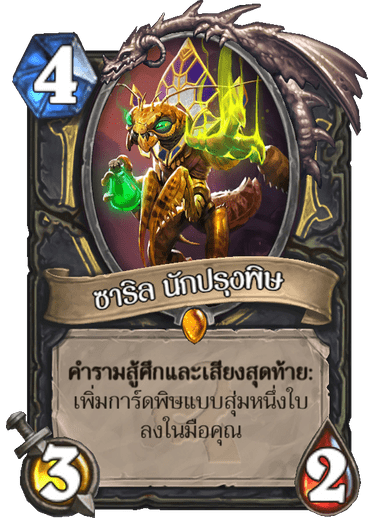 4
ซาริล นักปรุงพิษ
คำรามสู้ศึกและเสียงสุดท้าย:
เพิ่มการ์ดพิษแบบสุ่มหนึ่งใบ
ลงในมือคุณ
3
2